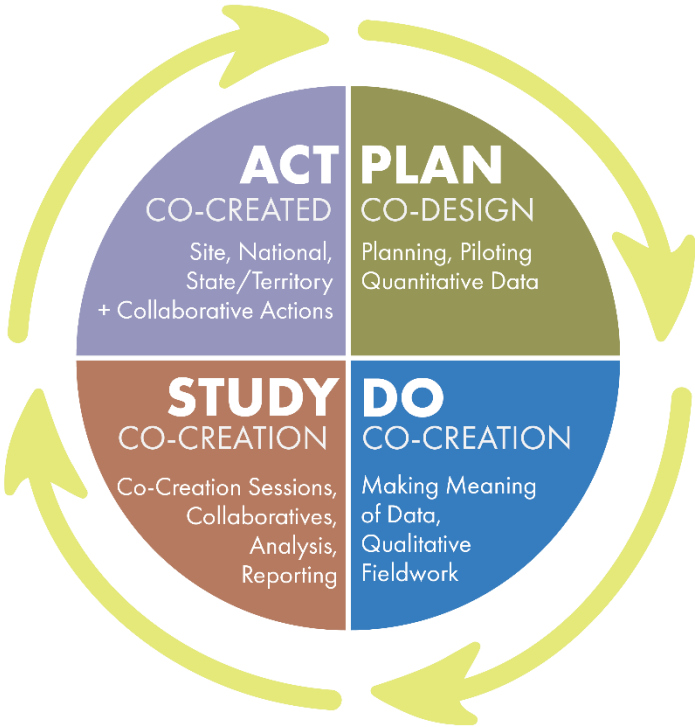 ACT
CO-CREATED
Site, National,
State/Territory
+ Collaborative Actions
PLAN
CO-DESIGN
Planning, Piloting
Quantitative Data
STUDY
CO-CREATION
Co-Creation Sessions,
Collaboratives,
Analysis,
Reporting
DO
CO-CREATION
Making Meaning
of Data,
Qualitative
Fieldwork